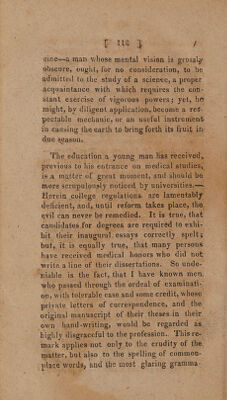 [ 112 ]
cine—a man whose mental vision is grossly
obscure, ought, for no consideration, to be
admitted to the study of a science, a proper
acquaintance with which requires the con-
stant exercise of vigorous powers; yet, he
might, by diligent application, become a res-
pectable mechanic, or an useful instrument
in causing the earth to bring forth its fruit in
due season.
The education a young man has received,
previous to his entrance on medical studies,
is a matter of great moment, and should be
more scrupulously noticed by universities.—
Herein college regulations are lamentably
deficient, and, until reform takes place, the
evil can never be remedied. It is true, that
candidates for degrees are required to exhi-
bit their inaugural essays correctly spelt;
but, it is equally true, that many persons
have received medical honors who did not
write a line of their dissertations. So unde-
niable is the fact, that I have known men
who passed through the ordeal of examinati-
on, with tolerable case and some credit, whose
private letters of correspondence, and the
original manuscript of their theses in their
own hand-writing, would be regarded as
highly disgraceful to the profession. This re-
mark applies not only to the crudity of the
matter, but also to the spelling of common-
place words, and the most glaring gramma-